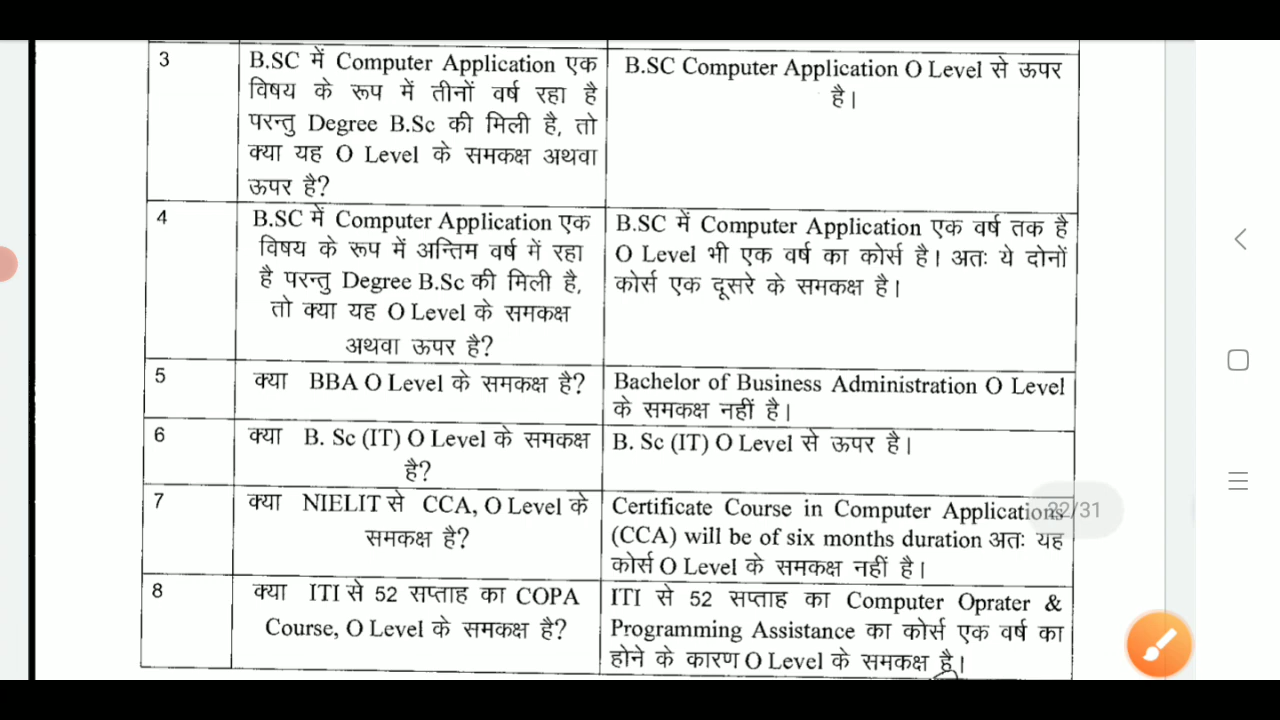 3
B.SC में Computer Application एक
विषय के रूप में तीनों वर्ष रहा है
परन्तु Degree B.Sc की मिली है, तो
क्या यह O Level के समकक्ष अथवा
ऊपर है?
B.SC Computer Application O Level से ऊपर
है।
4
B.SC में Computer Application एक
विषय के रूप में अन्तिम वर्ष में रहा
है परन्तु Degree B.Sc की मिली है,
तो क्या यह O Level के समकक्ष
अथवा ऊपर है?
B.SC में Computer Application एक वर्ष तक है
O Level भी एक वर्ष का कोर्स है। अतः ये दोनों
कोर्स एक दूसरे के समकक्ष है।
5
क्या BBA O Level के समकक्ष है?
Bachelor of Business Administration O Level
के समकक्ष नहीं है।
6
क्या B. Sc (IT) O Level के समकक्ष
है?
B. Sc (IT) O Level से ऊपर है।
7
क्या NIELIT से CCA, O Level के
समकक्ष है?
Certificate Course in Computer Applications
(CCA) will be of six months duration अतः यह
कोर्स O Level के समकक्ष नहीं है।
22/31
8
क्या ITI से 52 सप्ताह का COPA
Course, O Level के समकक्ष है?
ITI से 52 सप्ताह का Computer Oprater &
Programming Assistance का कोर्स एक वर्ष का
होने के कारण O Level के समकक्ष है।